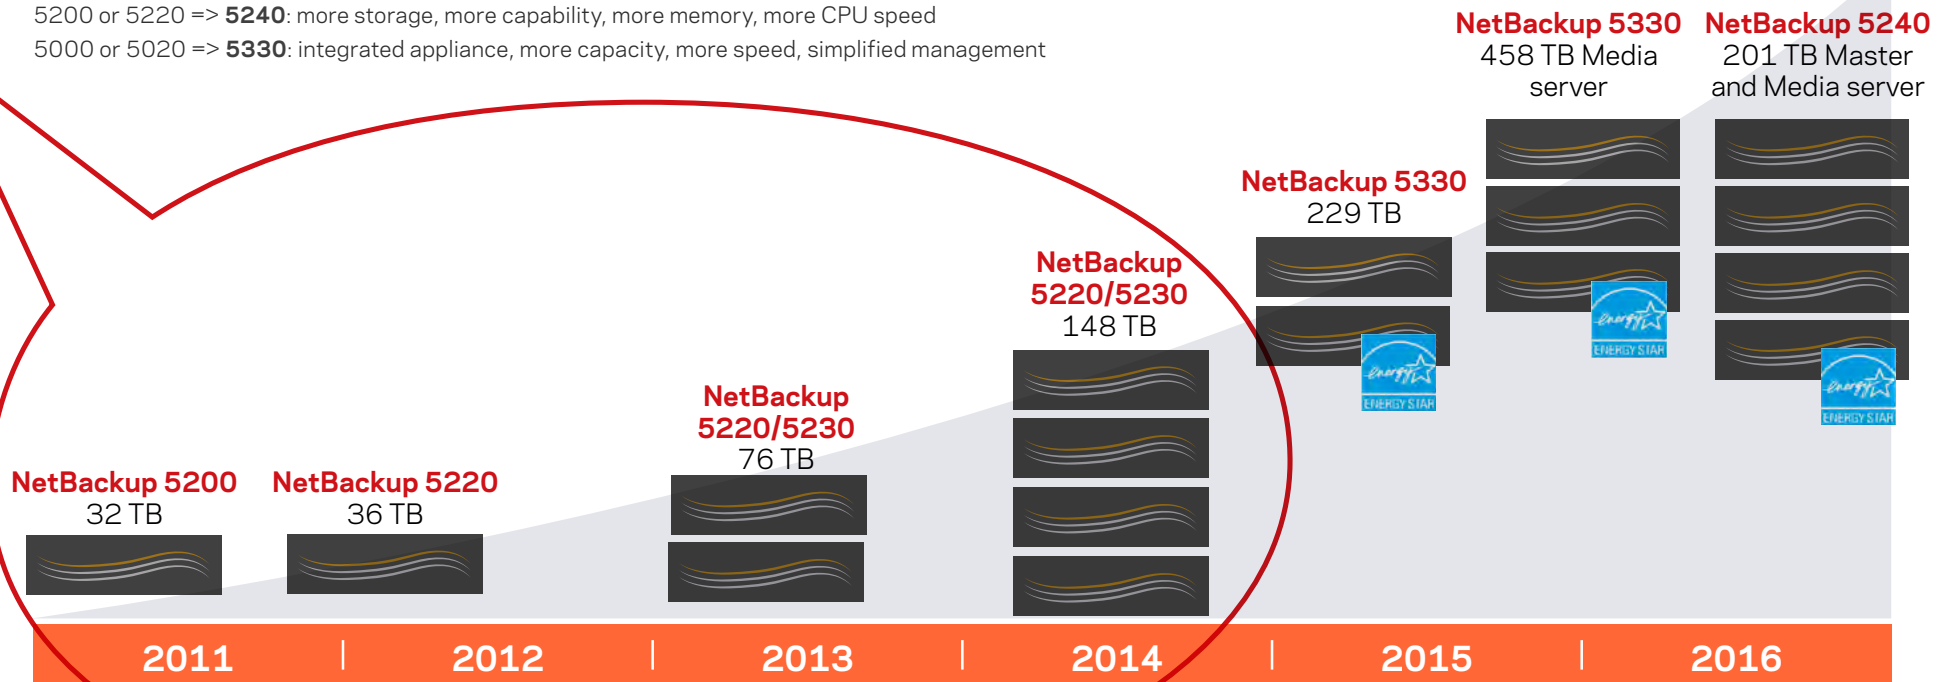 5200 or 5220 => 5240: more storage, more capability, more memory, more CPU speed
5000 or 5020 => 5330: integrated appliance, more capacity, more speed, simplified management
NetBackup 5330
458 TB Media
server
NetBackup 5240
201 TB Master
and Media server
NetBackup 5330
229 TB
NetBackup
5220/5230
148 TB
NetBackup
5220/5230
76 TB
NetBackup 5200
32 TB
NetBackup 5220
36 TB
energy
ENERGY STAR
energy
ENERGY STAR
energy
ENERGY STAR
2011 | 2012 | 2013 | 2014 | 2015 | 2016